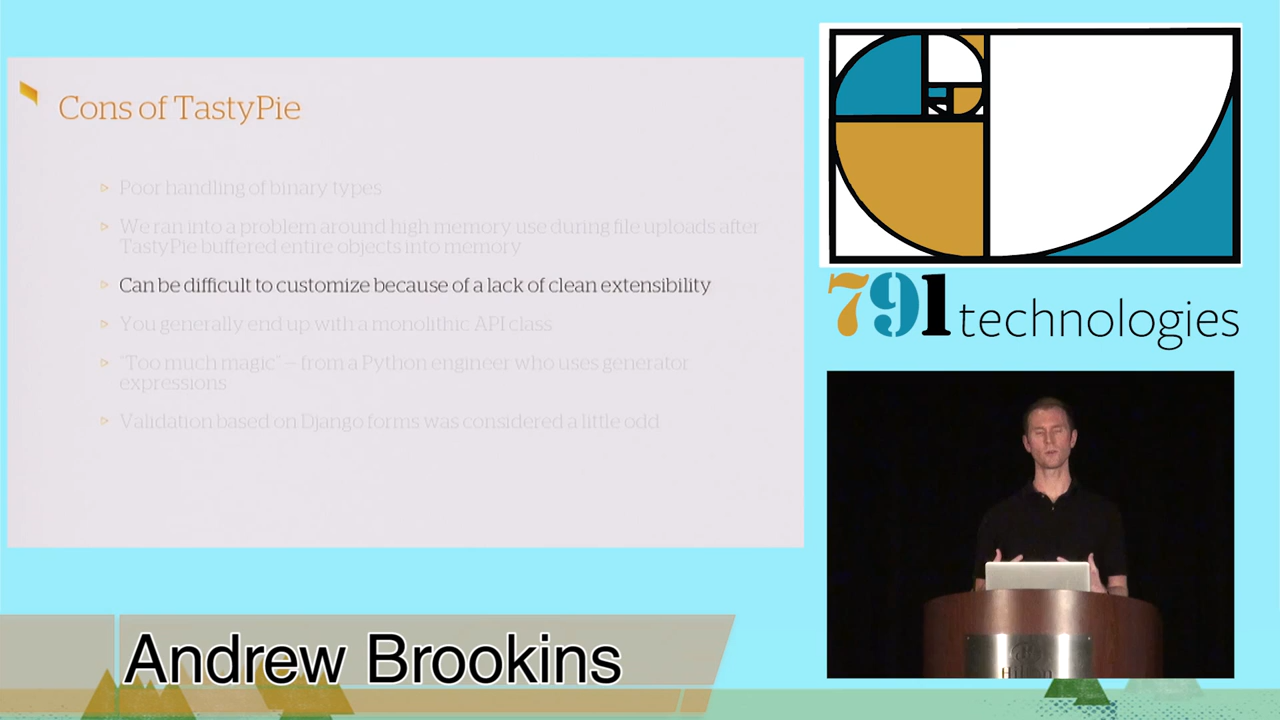 Cons of TastyPie
Poor handling of binary types
We ran into a problem around high memory use during file uploads after
TastyPie buffered entire objects into memory
Can be difficult to customize because of a lack of clean extensibility
You generally end up with a monolithic API class
"Too much magic" — from a Python engineer who uses generator
expressions
Validation based on Django forms was considered a little odd
791 technologies
Andrew Brookins